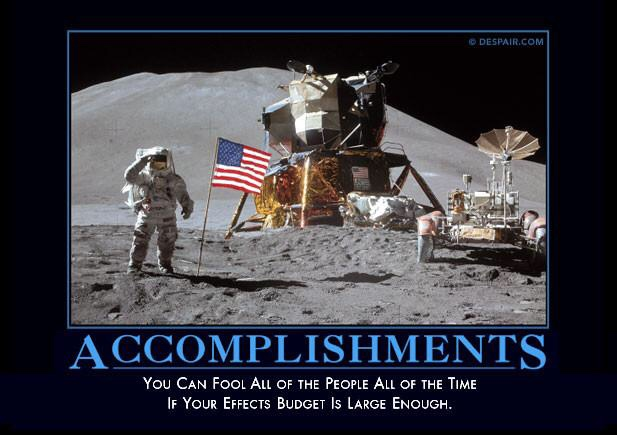 © DESPAIR.COM
ACCOMPLISHMENTS
YOU CAN FOOL ALL OF THE PEOPLE ALL OF THE TIME
IF YOUR EFFECTS BUDGET IS LARGE ENOUGH.